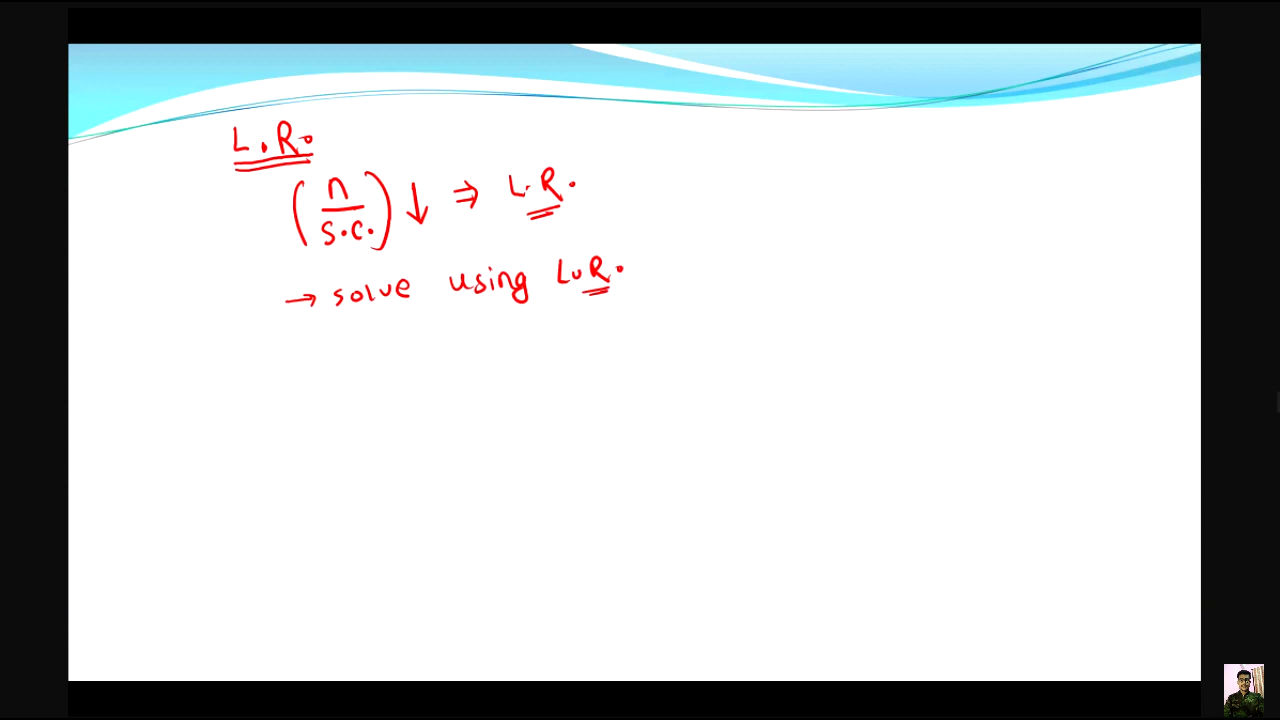 L.R.
(n/s.c.) ↓ ⇒ L.R.
→ solve using L.R.